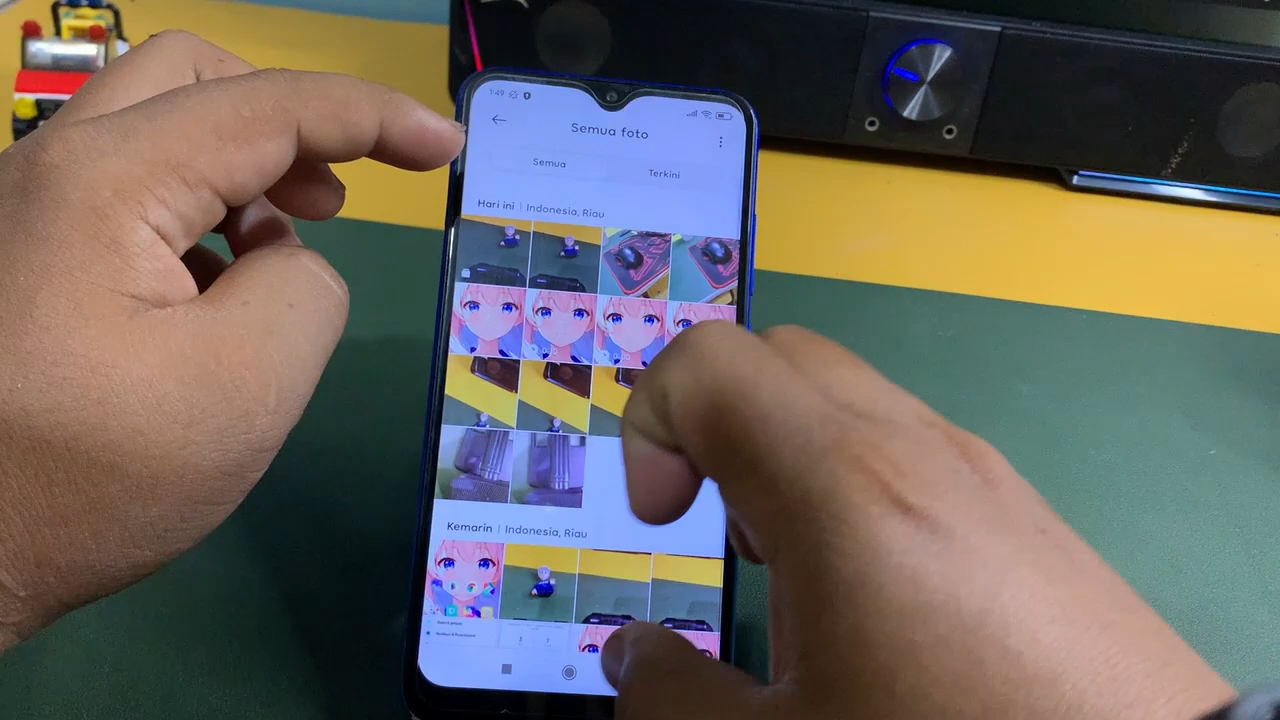 1:49
Semua foto
Semua
Terkini
Hari ini | Indonesia, Riau
Kemarin | Indonesia, Riau